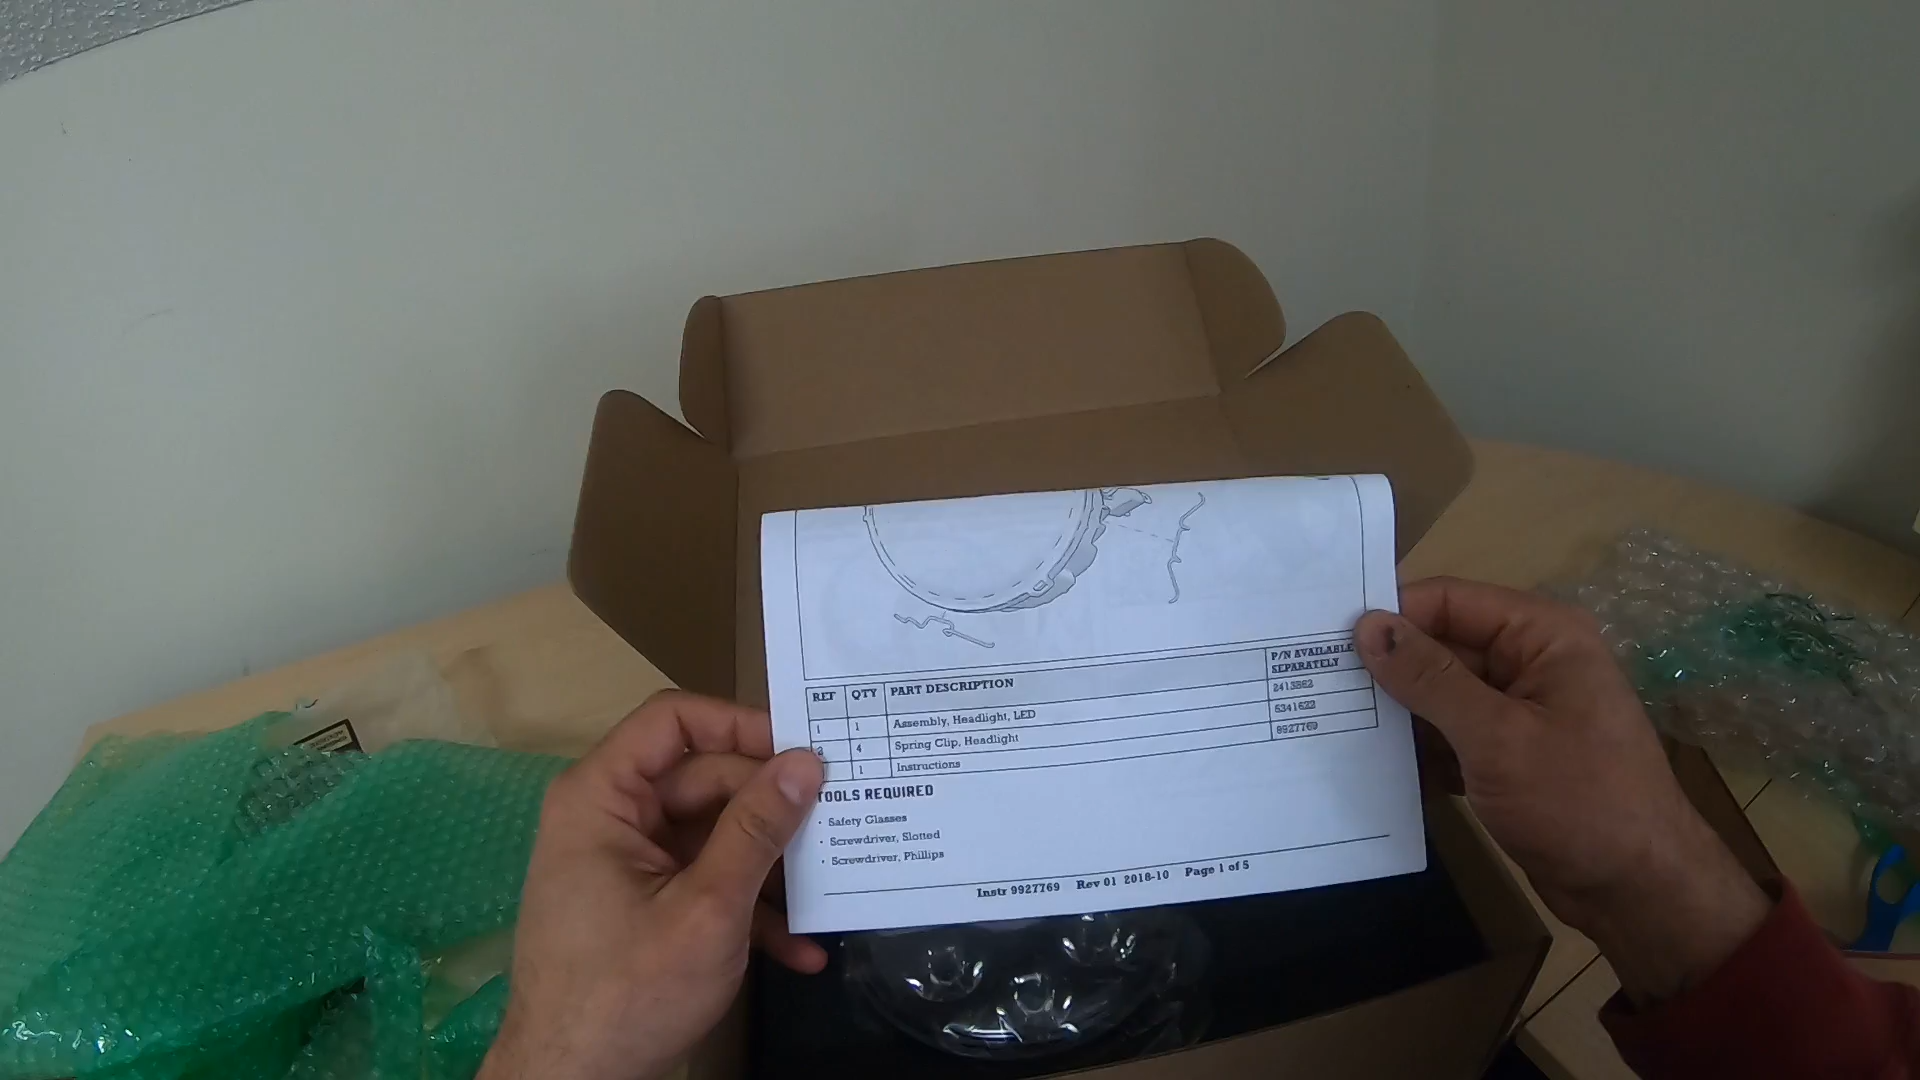 REF QTY PART DESCRIPTION P/N AVAILABLE SEPARATELY
1 1 Assembly, Headlight, LED 2413862
2 4 Spring Clip, Headlight 5341622
1 Instructions 9927769
TOOLS REQUIRED
· Safety Glasses
· Screwdriver, Slotted
· Screwdriver, Phillips
Instr 9927769 Rev 01 2018-10 Page 1 of 5